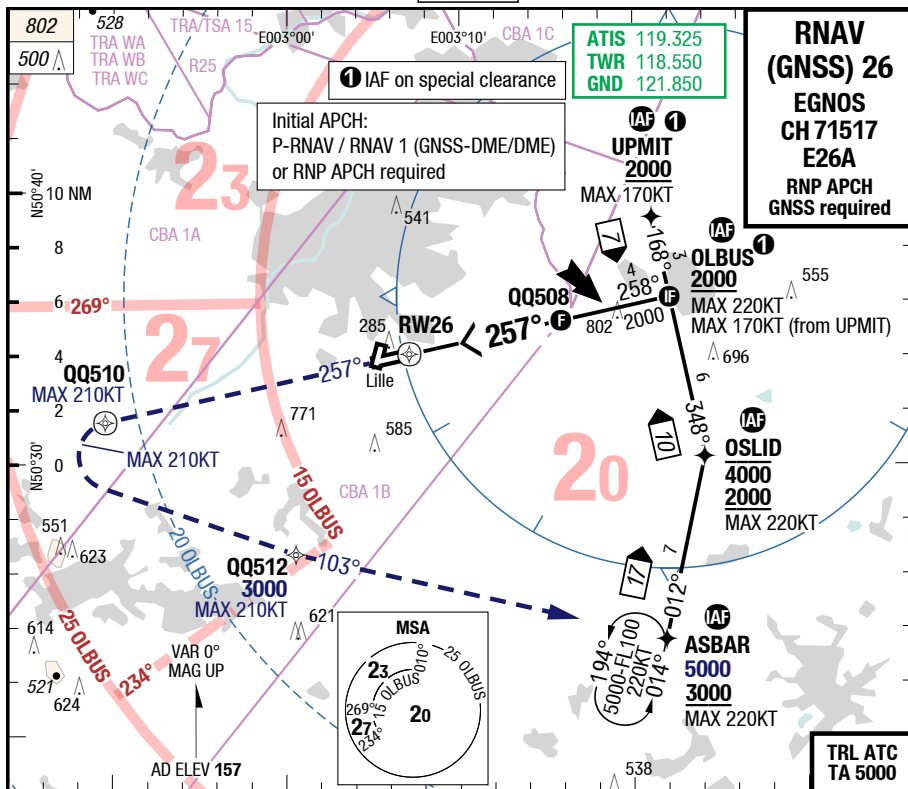 802
500
528
TRA WA
TRA WB
TRA WC
TRA/TSA 15
R25
E003°00'
E003°10'
CBA 1C
ATIS 119.325
TWR 118.550
GND 121.850
RNAV
(GNSS) 26
EGNOS
CH 71517
E26A
RNP APCH
GNSS required
1 IAF on special clearance
Initial APCH:
P-RNAV / RNAV 1 (GNSS-DME/DME)
or RNP APCH required
IAF 1
UPMIT
2000
MAX 170KT
N50°40'
10 NM
8
6
4
2
0
N50°30'
23
CBA 1A
541
7
168°
3
IAF 1
OLBUS
2000
MAX 220KT
MAX 170KT (from UPMIT)
555
4
258°
IF
2000
802
QQ508
F
257°
269°
285
RW26
Lille
27
257°
696
6
QQ510
MAX 210KT
MAX 210KT
771
585
10
348°
IAF
OSLID
4000
2000
MAX 220KT
20
CBA 1B
15 OLBUS
20 OLBUS
25 OLBUS
551
623
QQ512
3000
MAX 210KT
103°
7
17
012°
614
621
521
624
234°
VAR 0°
MAG UP
AD ELEV 157
MSA
23
15 OLBUS
010°
25 OLBUS
269°
27
234°
20
194°
5000-FL100
220KT
014°
IAF
ASBAR
5000
3000
MAX 220KT
538
TRL ATC
TA 5000